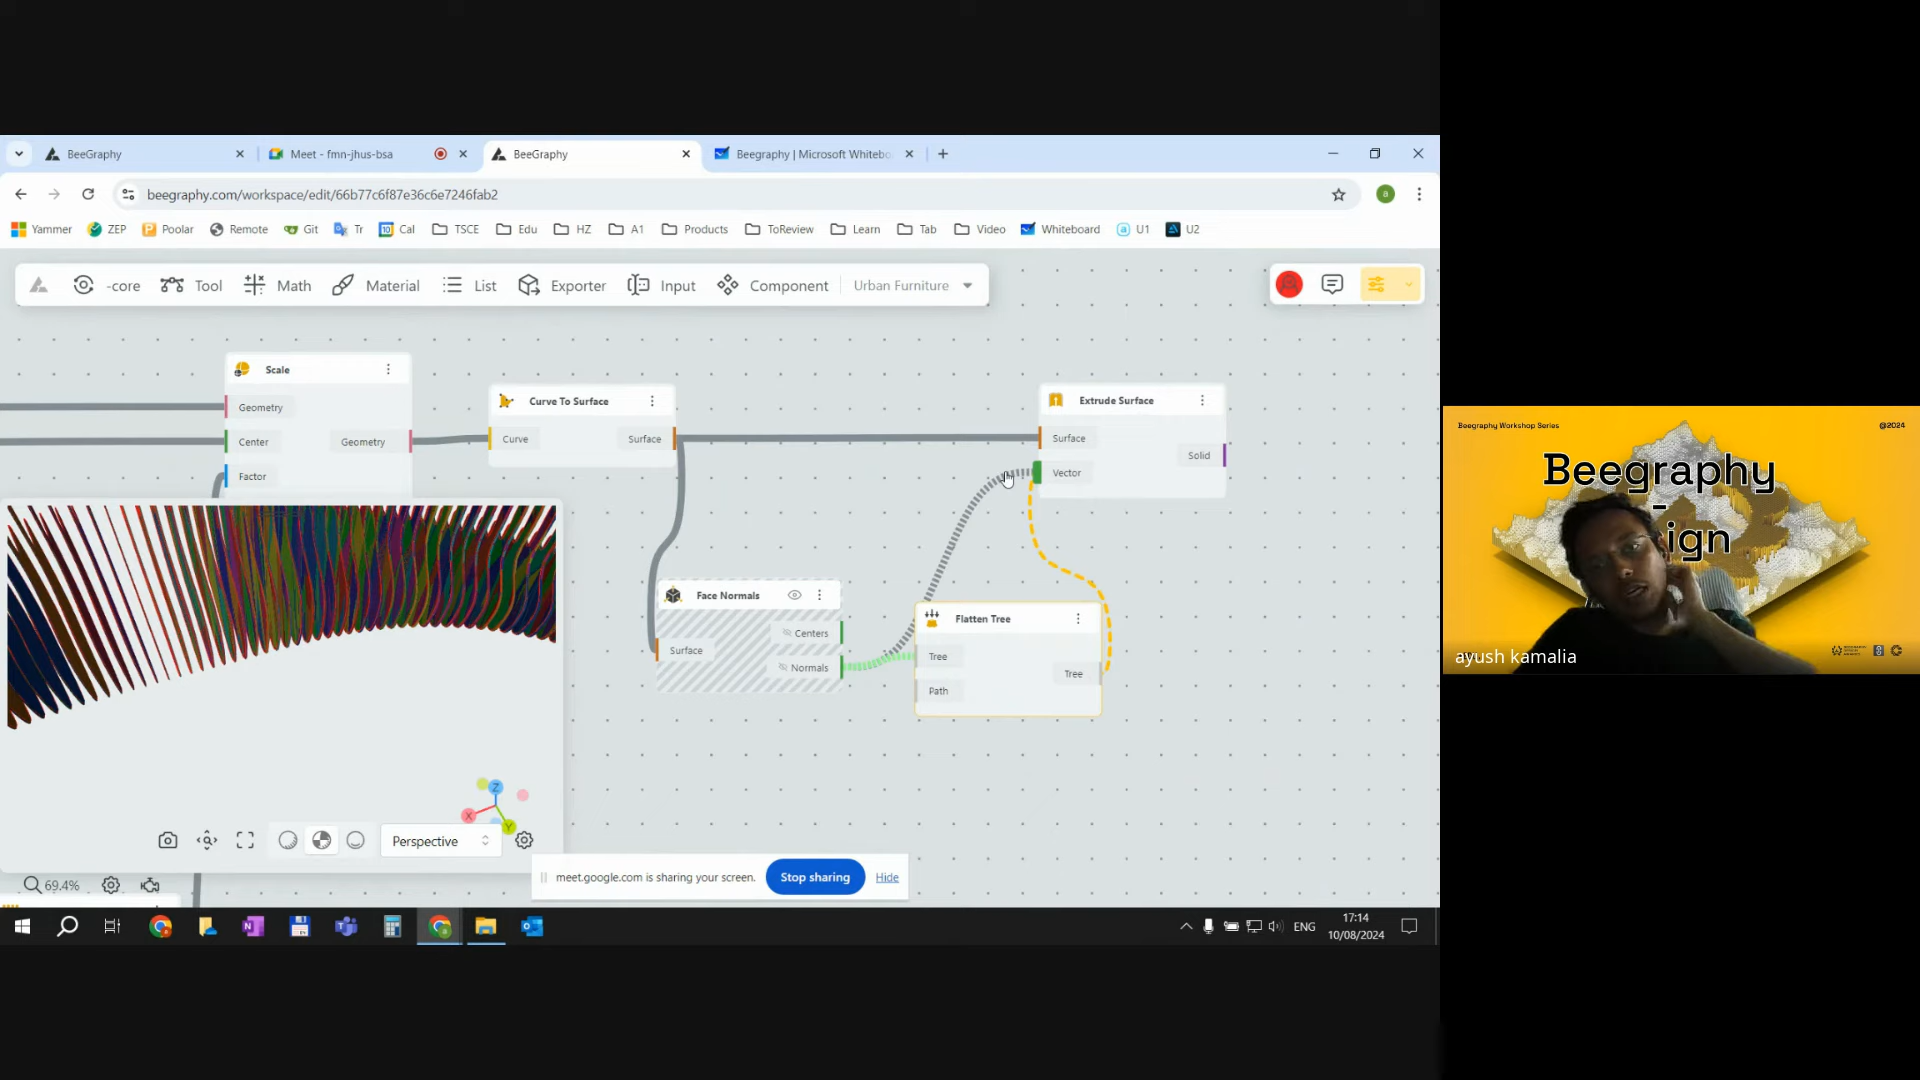 BeeGraphy
Meet - fmn-jhus-bsa
BeeGraphy
Beegraphy | Microsoft Whitebo
beegraphy.com/workspace/edit/66b77c6f87e36c6e7246fab2
a
Yammer
ZEP
Poolar
Remote
Git
Tr
Cal
TSCE
Edu
HZ
A1
Products
ToReview
Learn
Tab
Video
Whiteboard
U1
U2
-core
Tool
Math
Material
List
Exporter
Input
Component
Urban Furniture
Scale
Geometry
Center
Geometry
Factor
Curve To Surface
Curve
Surface
Extrude Surface
Surface
Solid
Vector
Face Normals
Centers
Surface
Normals
Flatten Tree
Tree
Tree
Path
Z
X
Y
Perspective
69.4%
meet.google.com is sharing your screen.
Stop sharing
Hide
ENG
17:14
10/08/2024
Beegraphy Workshop Series
@2024
Beegraphy
-
ign
ayush kamalia